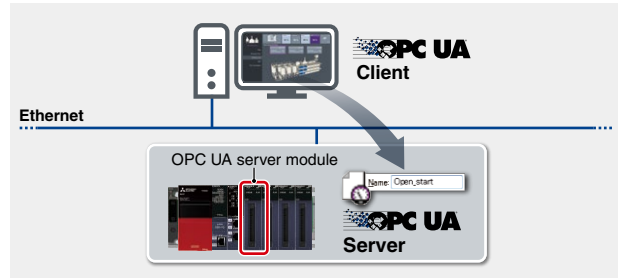 OPC UA
Client
Ethernet
OPC UA server module
Name: Open_start
OPC UA
Server